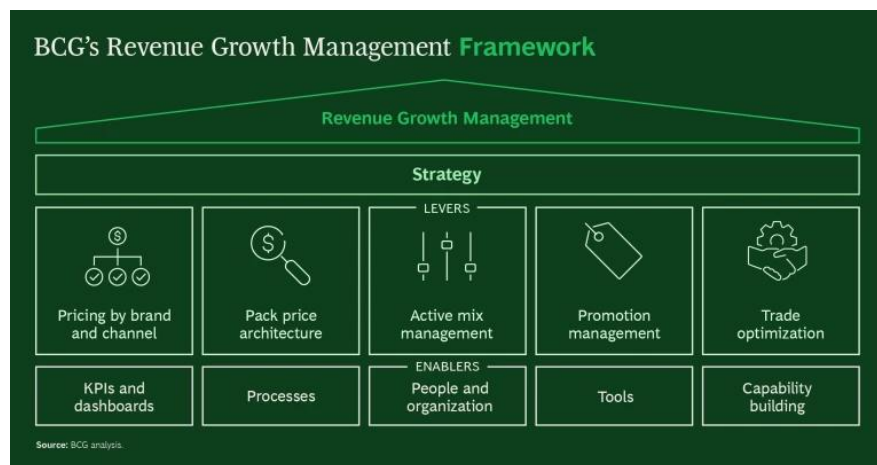 BCG's Revenue Growth Management Framework
Revenue Growth Management
Strategy
LEVERS
$
Pricing by brand
and channel
$
Pack price
architecture
Active mix
management
Promotion
management
Trade
optimization
ENABLERS
KPIs and
dashboards
Processes
People and
organization
Tools
Capability
building
Source: BCG analysis.